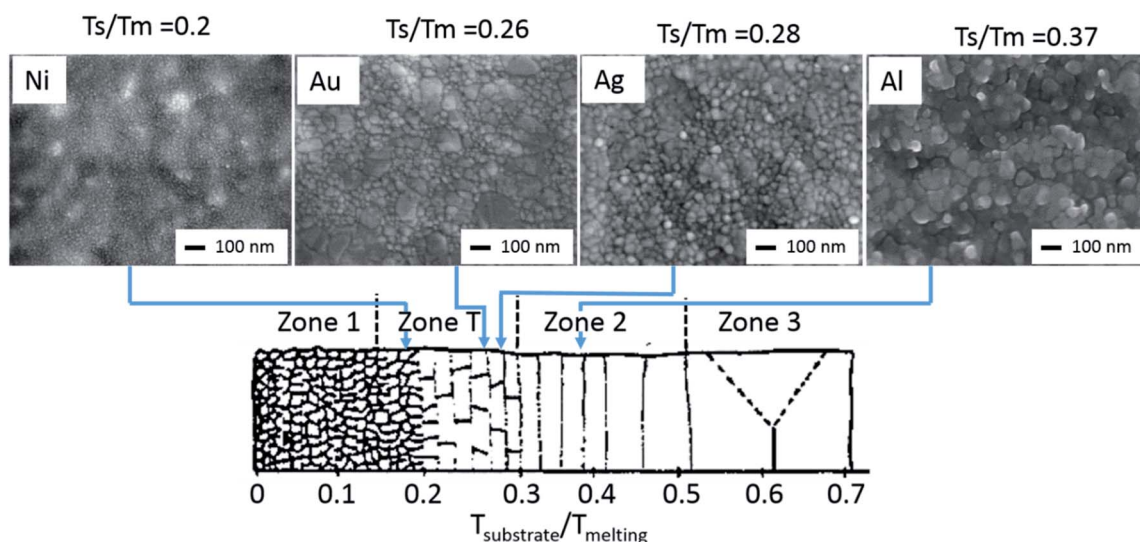 Ts/Tm =0.2 Ts/Tm =0.26 Ts/Tm =0.28 Ts/Tm =0.37
Ni Au Ag Al
100 nm 100 nm 100 nm 100 nm
Zone 1 Zone T Zone 2 Zone 3
0 0.1 0.2 0.3 0.4 0.5 0.6 0.7
T_substrate/T_melting